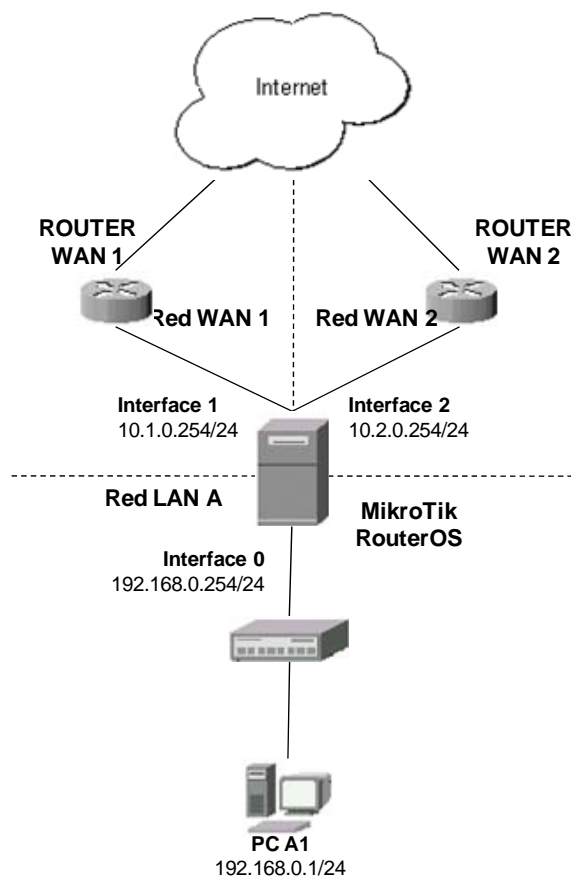 Internet
ROUTER
WAN 1
ROUTER
WAN 2
Red WAN 1
Red WAN 2
Interface 1
10.1.0.254/24
Interface 2
10.2.0.254/24
Red LAN A
MikroTik
RouterOS
Interface 0
192.168.0.254/24
PC A1
192.168.0.1/24